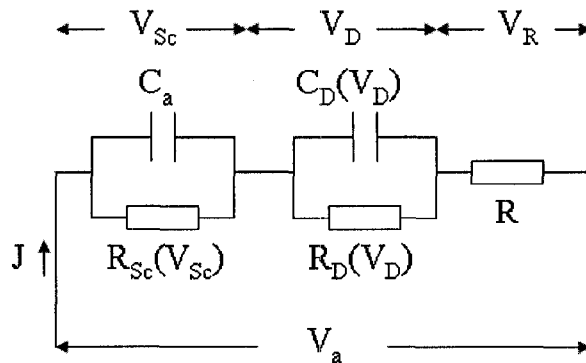 V_Sc V_D V_R
C_a C_D(V_D)
R
R_Sc(V_Sc) R_D(V_D)
J
V_a